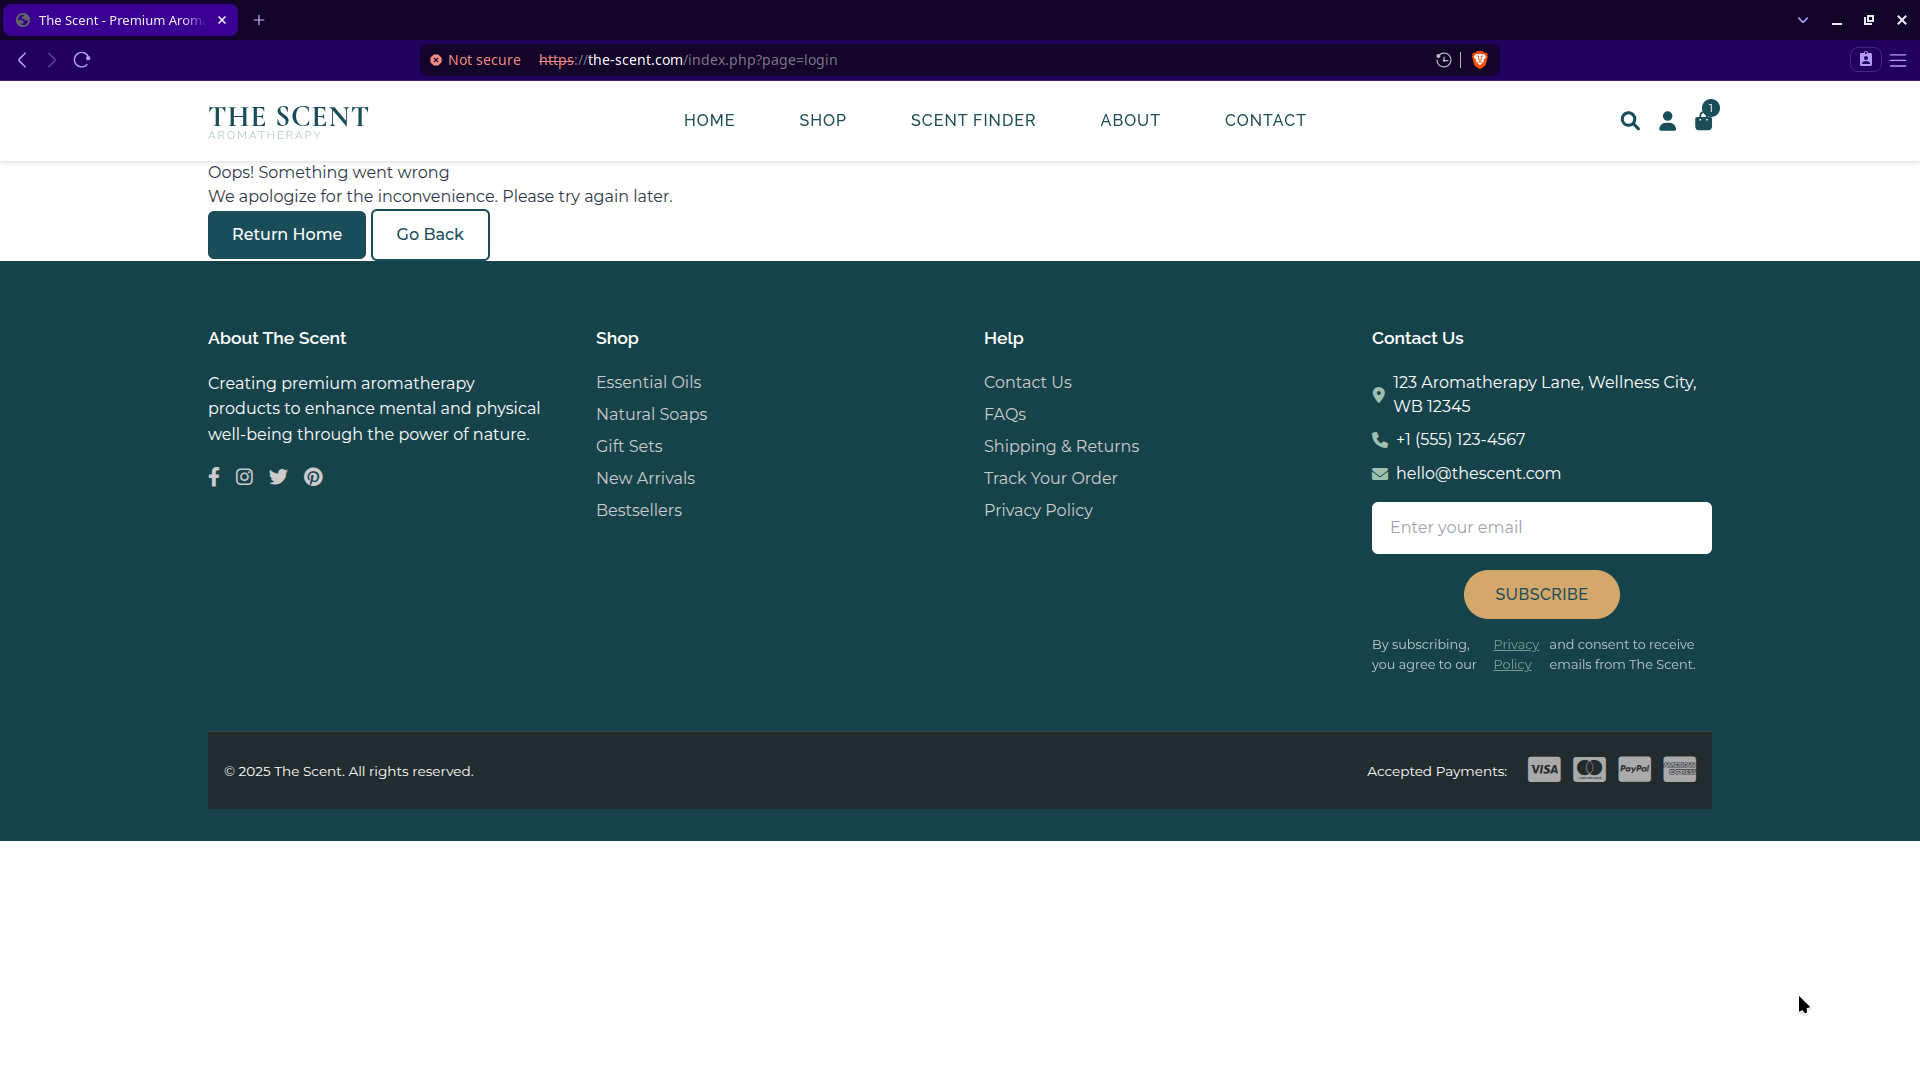 The Scent - Premium Arom
Not secure https://the-scent.com/index.php?page=login
THE SCENT
AROMATHERAPY
HOME
SHOP
SCENT FINDER
ABOUT
CONTACT
1
Oops! Something went wrong
We apologize for the inconvenience. Please try again later.
Return Home
Go Back
About The Scent
Creating premium aromatherapy
products to enhance mental and physical
well-being through the power of nature.
Shop
Essential Oils
Natural Soaps
Gift Sets
New Arrivals
Bestsellers
Help
Contact Us
FAQs
Shipping & Returns
Track Your Order
Privacy Policy
Contact Us
123 Aromatherapy Lane, Wellness City,
WB 12345
+1 (555) 123-4567
hello@thescent.com
Enter your email
SUBSCRIBE
By subscribing, Privacy and consent to receive
you agree to our Policy emails from The Scent.
© 2025 The Scent. All rights reserved.
Accepted Payments:
VISA
PayPal
AMERICAN
EXPRESS